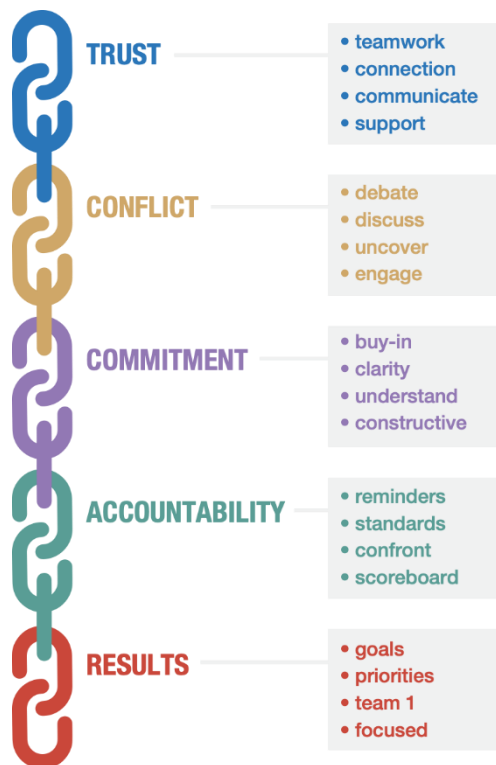 TRUST
• teamwork
• connection
• communicate
• support
CONFLICT
• debate
• discuss
• uncover
• engage
COMMITMENT
• buy-in
• clarity
• understand
• constructive
ACCOUNTABILITY
• reminders
• standards
• confront
• scoreboard
RESULTS
• goals
• priorities
• team 1
• focused